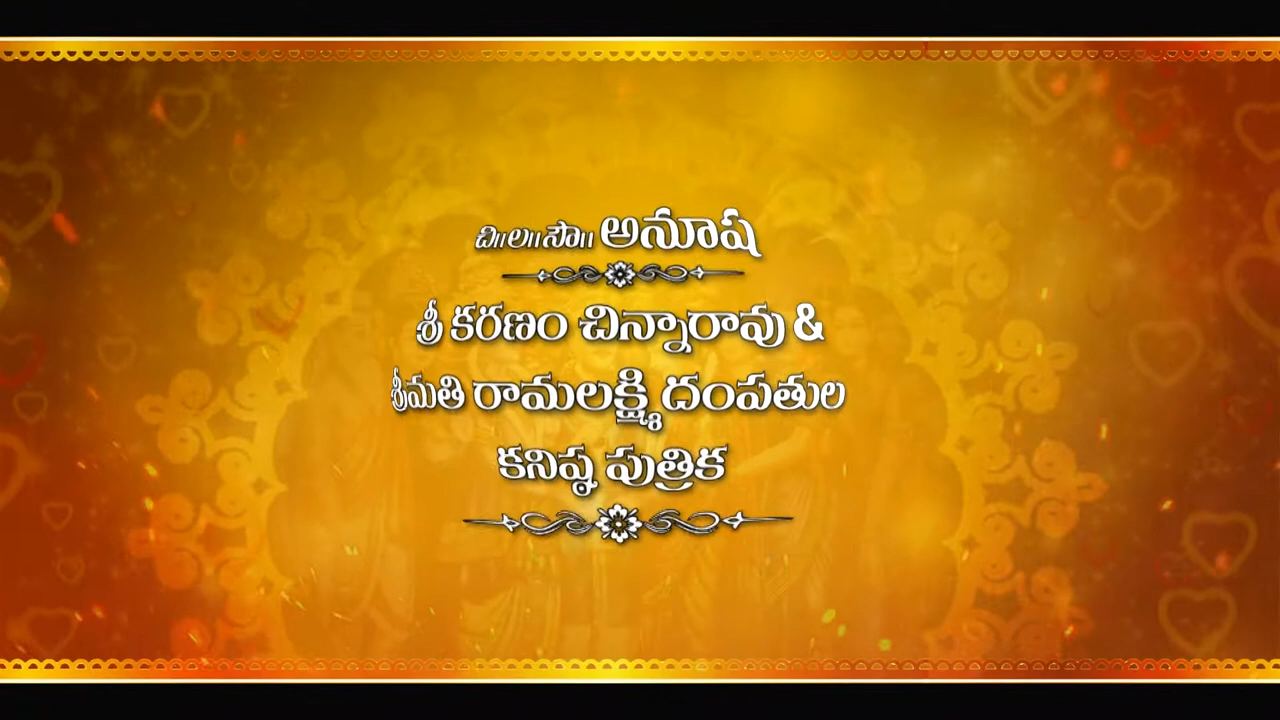 చి॥ల॥సౌ॥ అనూష
శ్రీ కరణం చిన్నారావు &
శ్రీమతి రామలక్ష్మి దంపతుల
కనిష్ఠ పుత్రిక